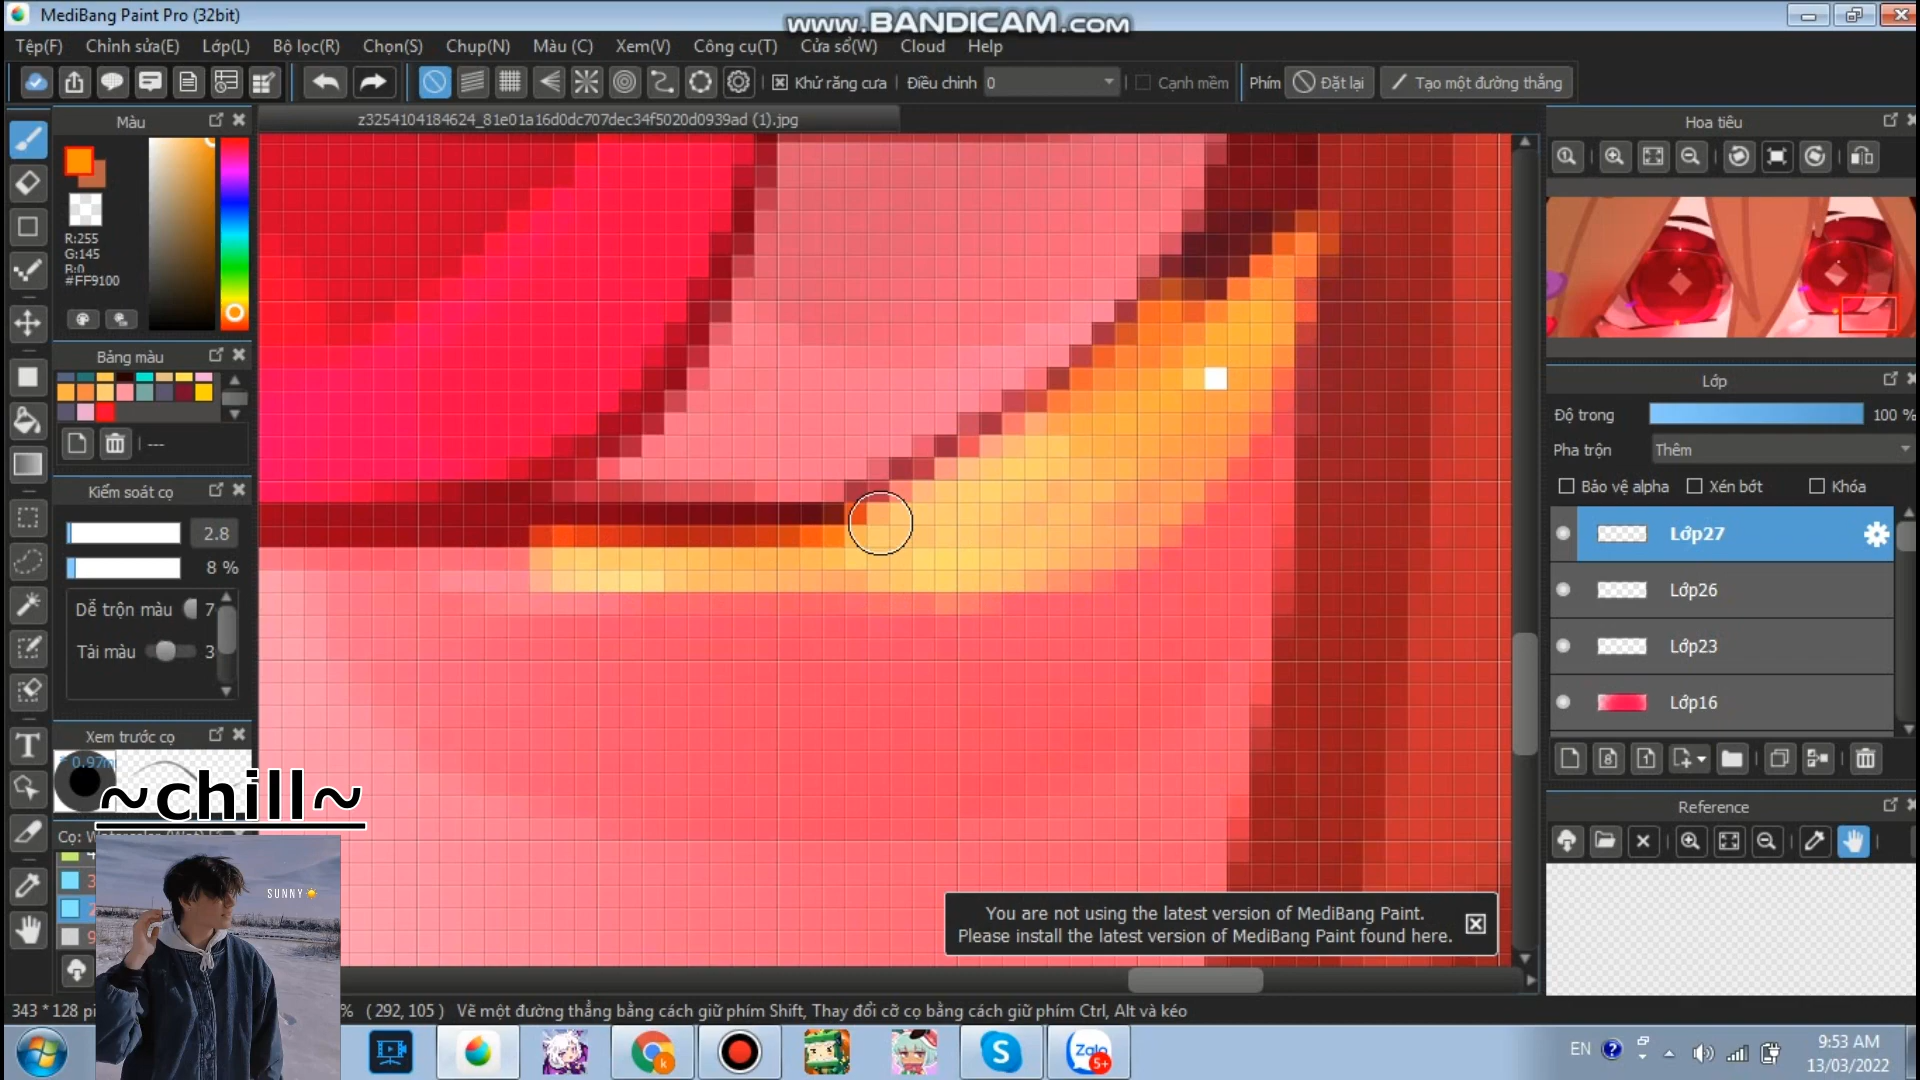 MediBang Paint Pro (32bit)
www.BANDICAM.com
Tệp(F) Chỉnh sửa(E) Lớp(L) Bộ lọc(R) Chọn(S) Chụp(N) Màu (C) Xem(V) Công cụ(T) Cửa sổ(W) Cloud Help
Khử răng cưa Điều chỉnh 0 Cạnh mềm Phím Đặt lại Tạo một đường thẳng
Màu
z3254104184624_81e01a16d0dc707dec34f5020d0939ad (1).jpg
Hoa tiêu
R:255
G:145
B:0
#FF9100
Bảng màu
---
Kiểm soát cọ
2.8
8 %
Dễ trộn màu 7
Tải màu 3
Xem trước cọ
0.97m
~chill~
Cọ:
SUNNY
Lớp
Độ trong 100 %
Pha trộn Thêm
Bảo vệ alpha Xén bớt Khóa
Lớp27
Lớp26
Lớp23
Lớp16
Reference
You are not using the latest version of MediBang Paint.
Please install the latest version of MediBang Paint found here.
343 * 128 pi % ( 292, 105 ) Vẽ một đường thẳng bằng cách giữ phím Shift, Thay đổi cỡ cọ bằng cách giữ phím Ctrl, Alt và kéo
k
S
Zalo
5+
EN
9:53 AM
13/03/2022